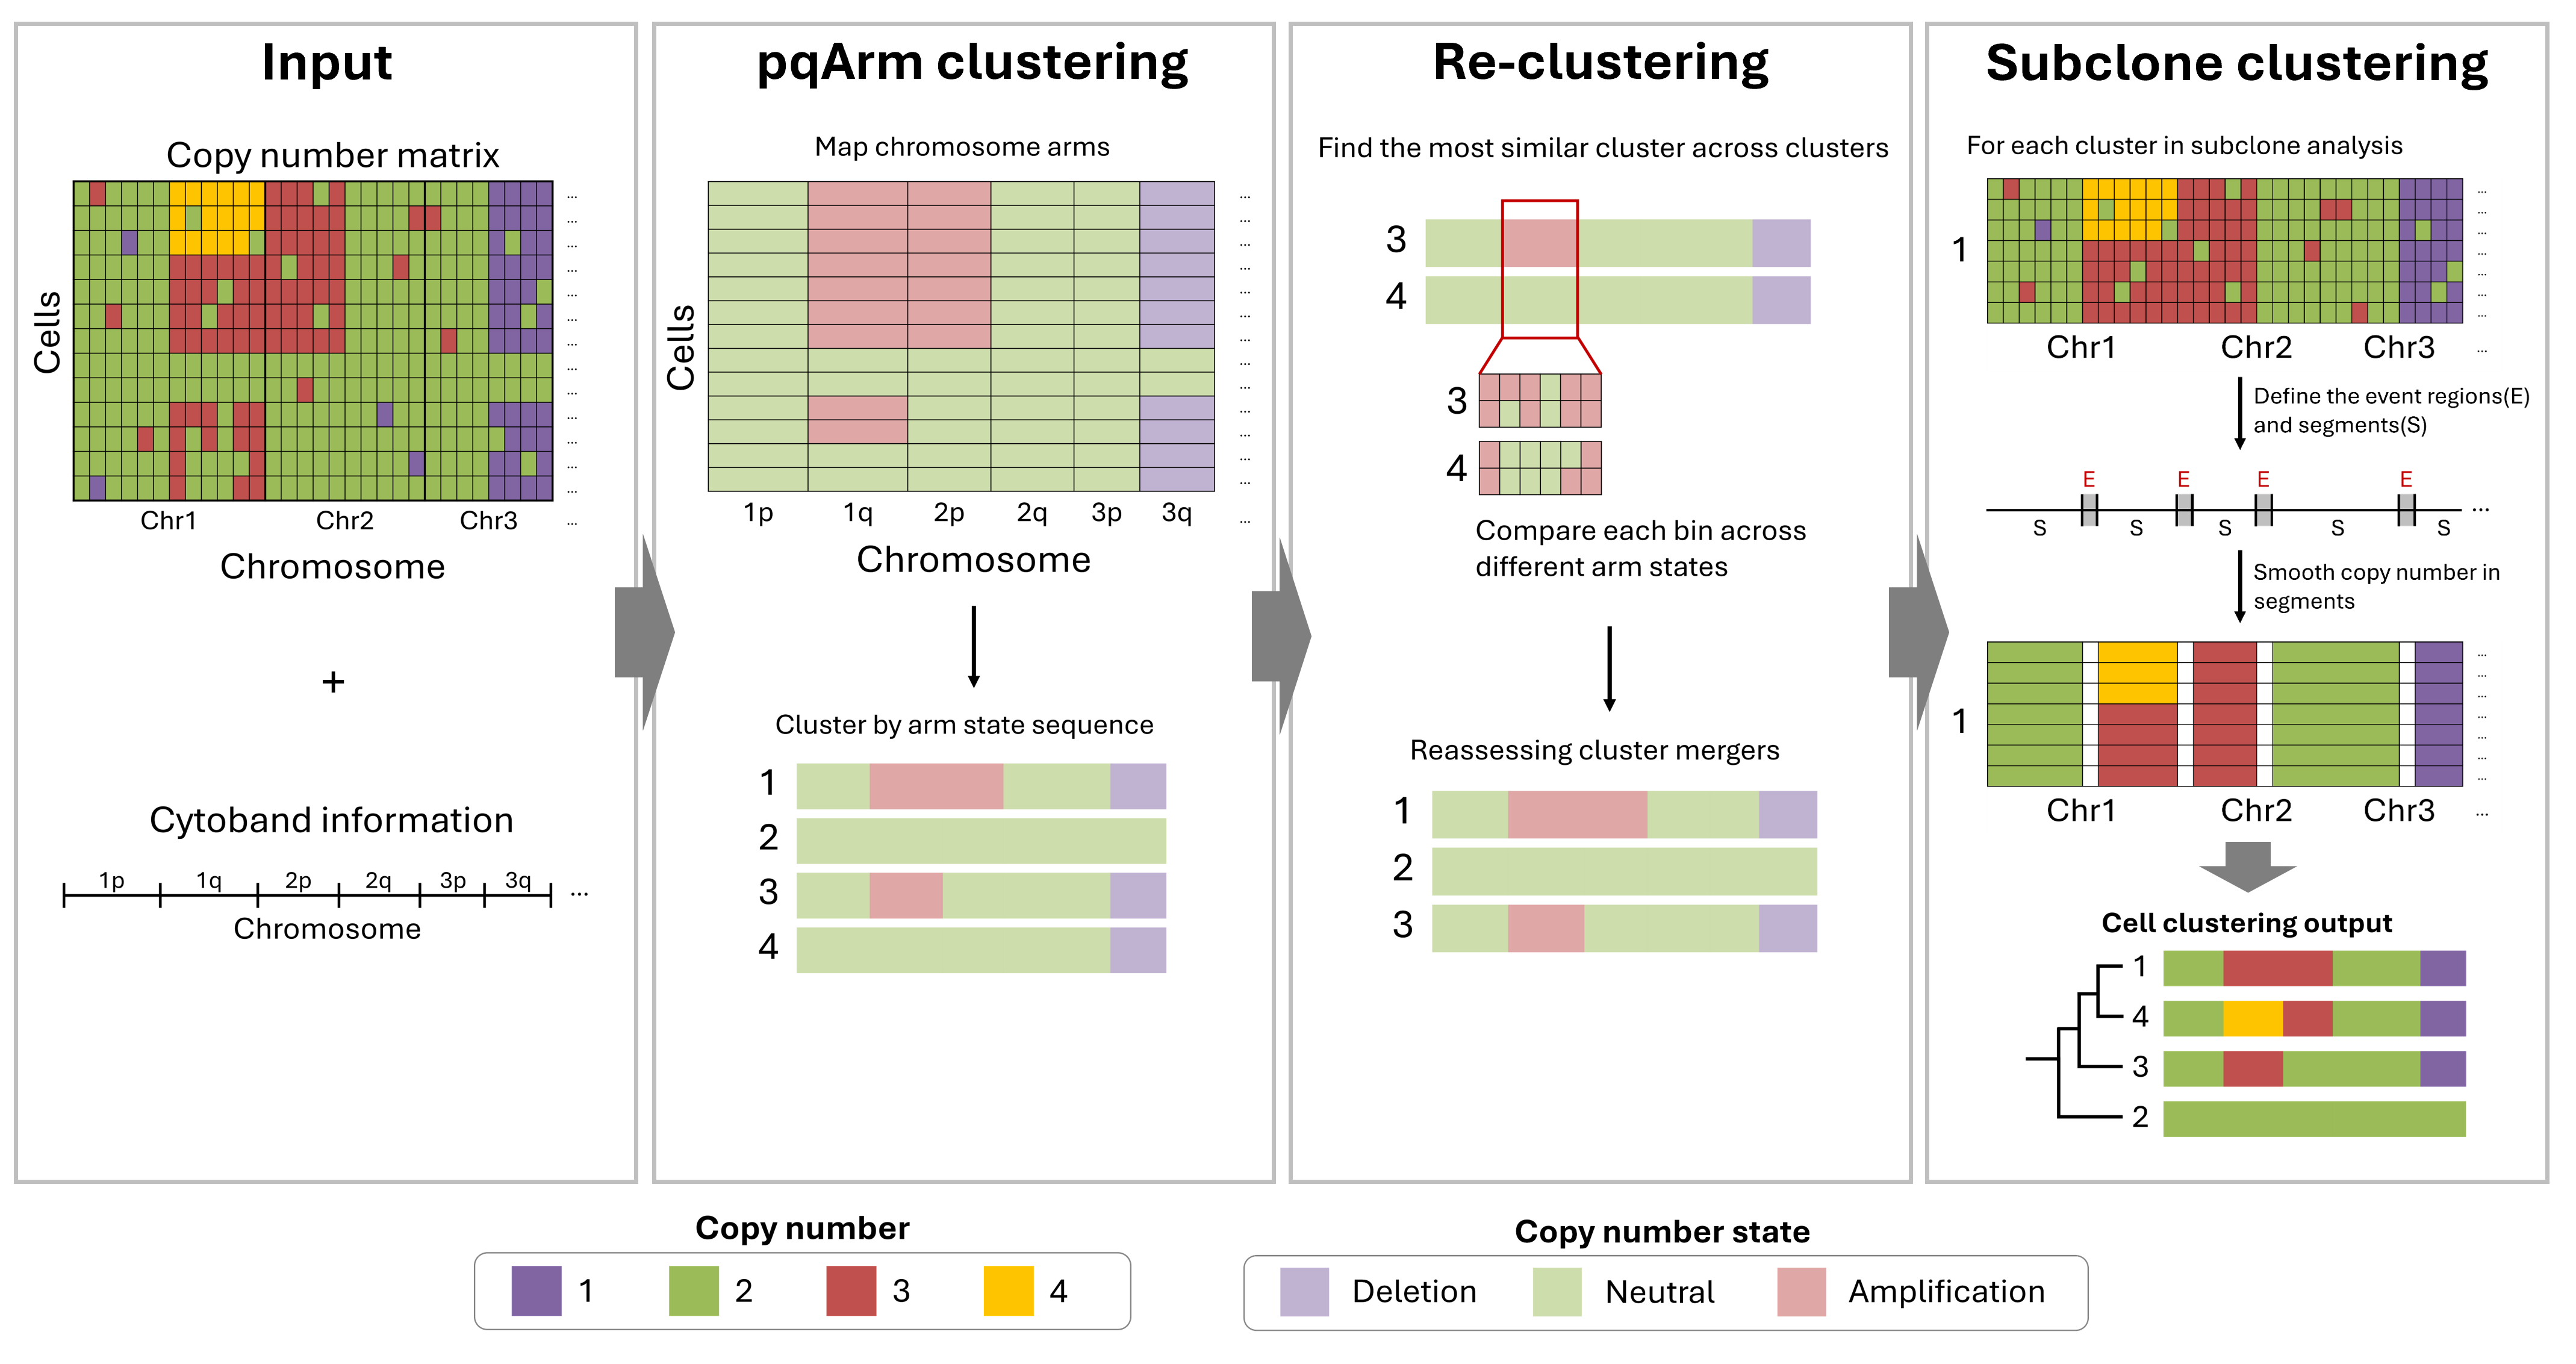 Input
Copy number matrix
Cells
...
...
...
...
...
...
...
...
...
...
...
...
...
Chr1 Chr2 Chr3 ...
Chromosome
+
Cytoband information
1p 1q 2p 2q 3p 3q ...
Chromosome
pqArm clustering
Map chromosome arms
Cells
...
...
...
...
...
...
...
...
...
...
...
...
...
1p 1q 2p 2q 3p 3q ...
Chromosome
Cluster by arm state sequence
1
2
3
4
Re-clustering
Find the most similar cluster across clusters
3
4
3
4
Compare each bin across
different arm states
Reassessing cluster mergers
1
2
3
Subclone clustering
For each cluster in subclone analysis
1
...
...
...
...
...
...
...
Chr1 Chr2 Chr3 ...
Define the event regions(E)
and segments(S)
E E E E
...
S S S S S
Smooth copy number in
segments
1
...
...
...
...
...
...
...
Chr1 Chr2 Chr3 ...
Cell clustering output
1
4
3
2
Copy number
1 2 3 4
Copy number state
Deletion Neutral Amplification